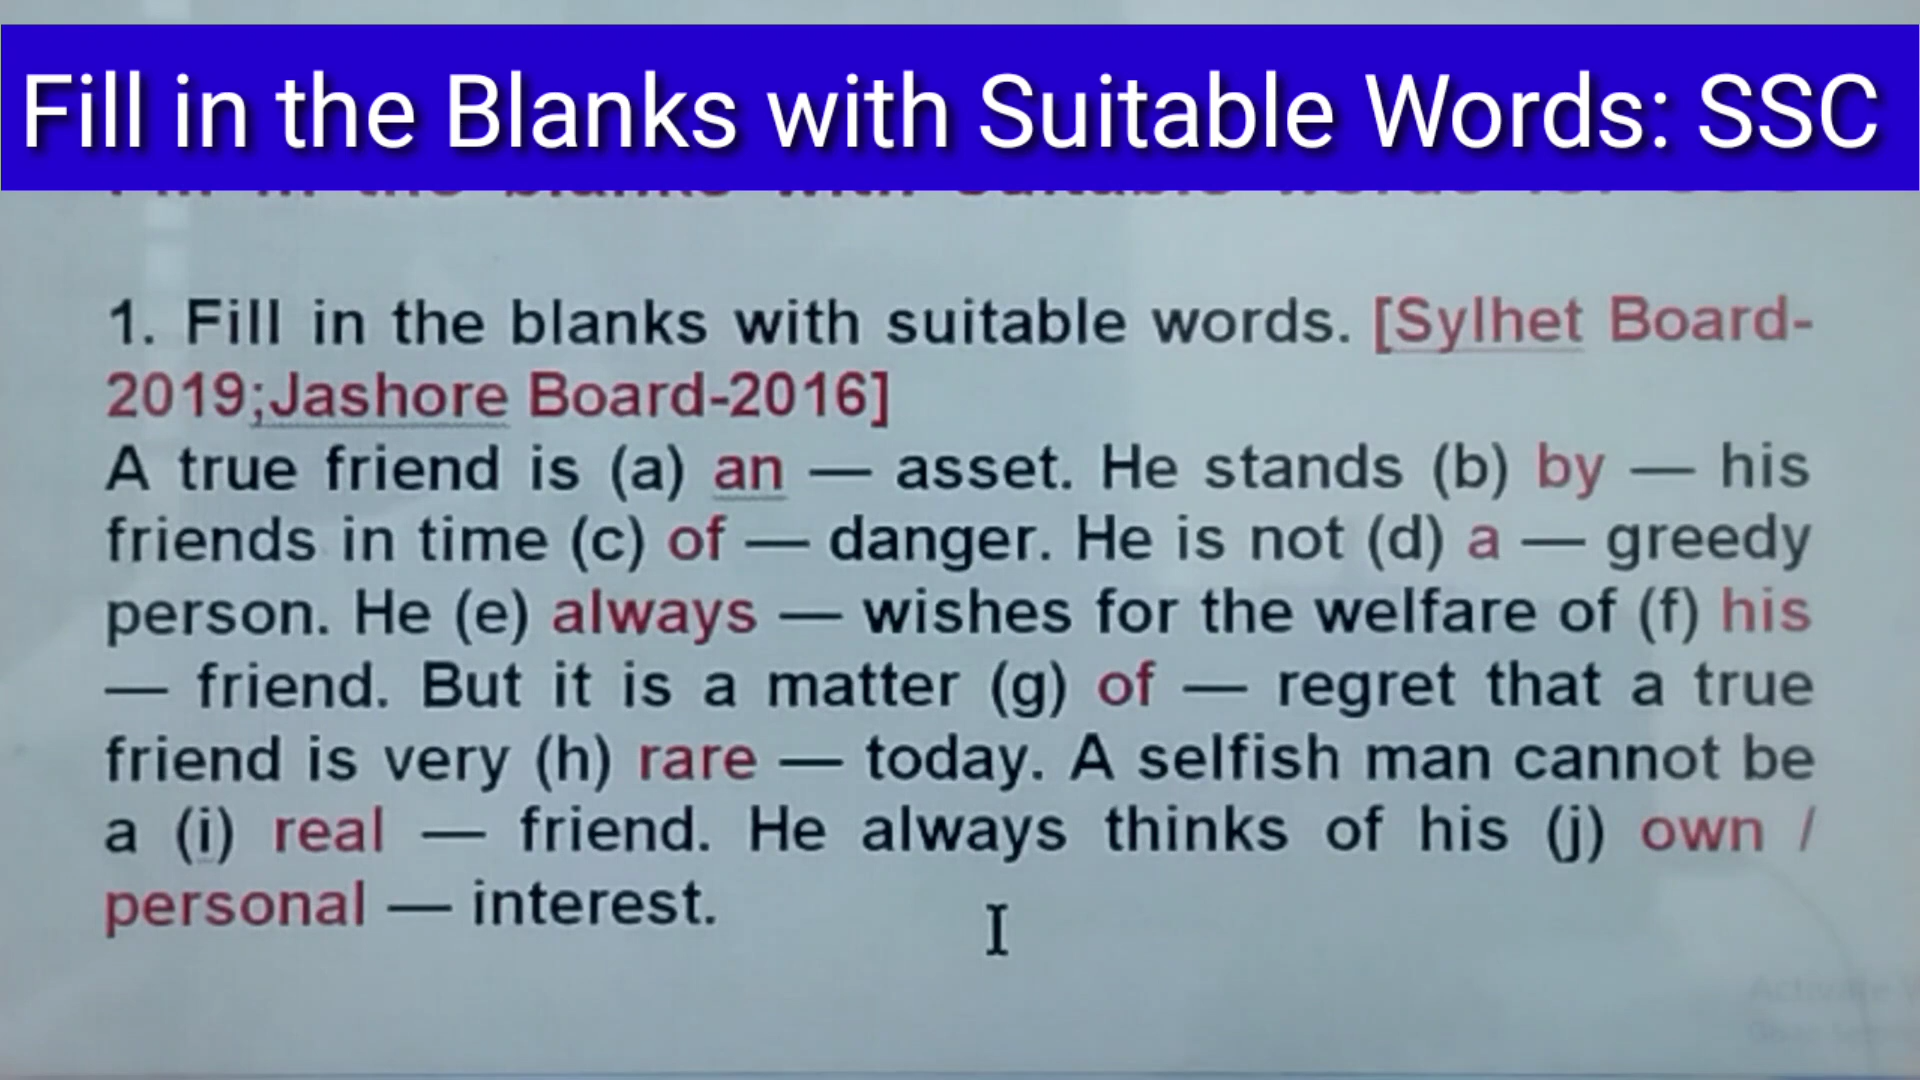 Fill in the Blanks with Suitable Words: SSC
1. Fill in the blanks with suitable words. [Sylhet Board-
2019;Jashore Board-2016]
A true friend is (a) an — asset. He stands (b) by — his
friends in time (c) of — danger. He is not (d) a — greedy
person. He (e) always — wishes for the welfare of (f) his
— friend. But it is a matter (g) of — regret that a true
friend is very (h) rare — today. A selfish man cannot be
a (i) real — friend. He always thinks of his (j) own /
personal — interest.